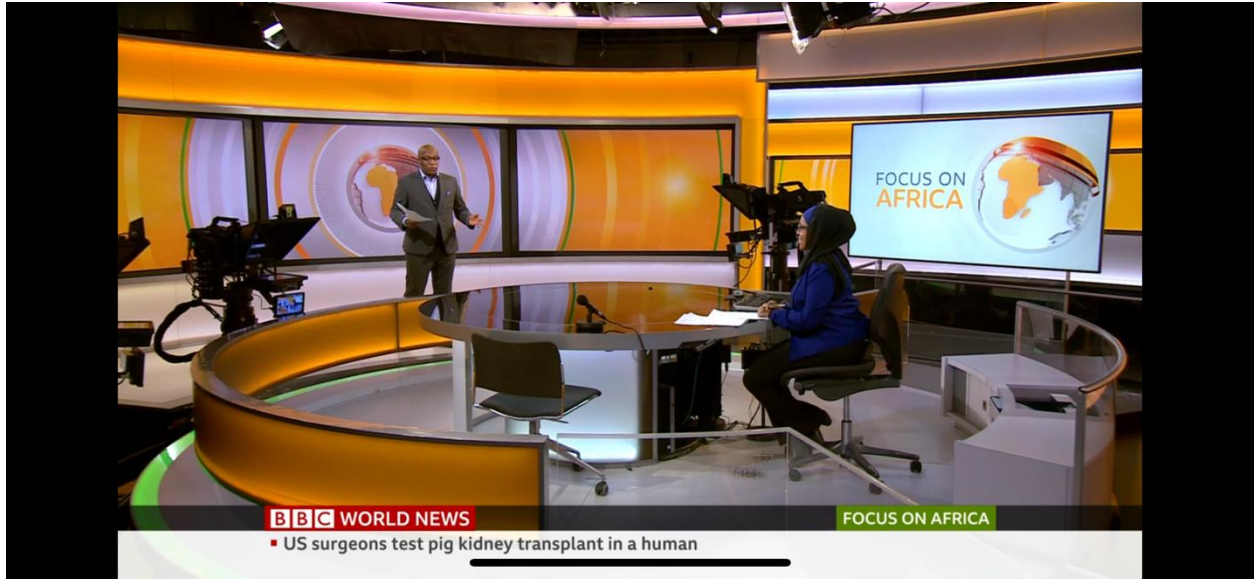 FOCUS ON
AFRICA
BBC WORLD NEWS
FOCUS ON AFRICA
US surgeons test pig kidney transplant in a human